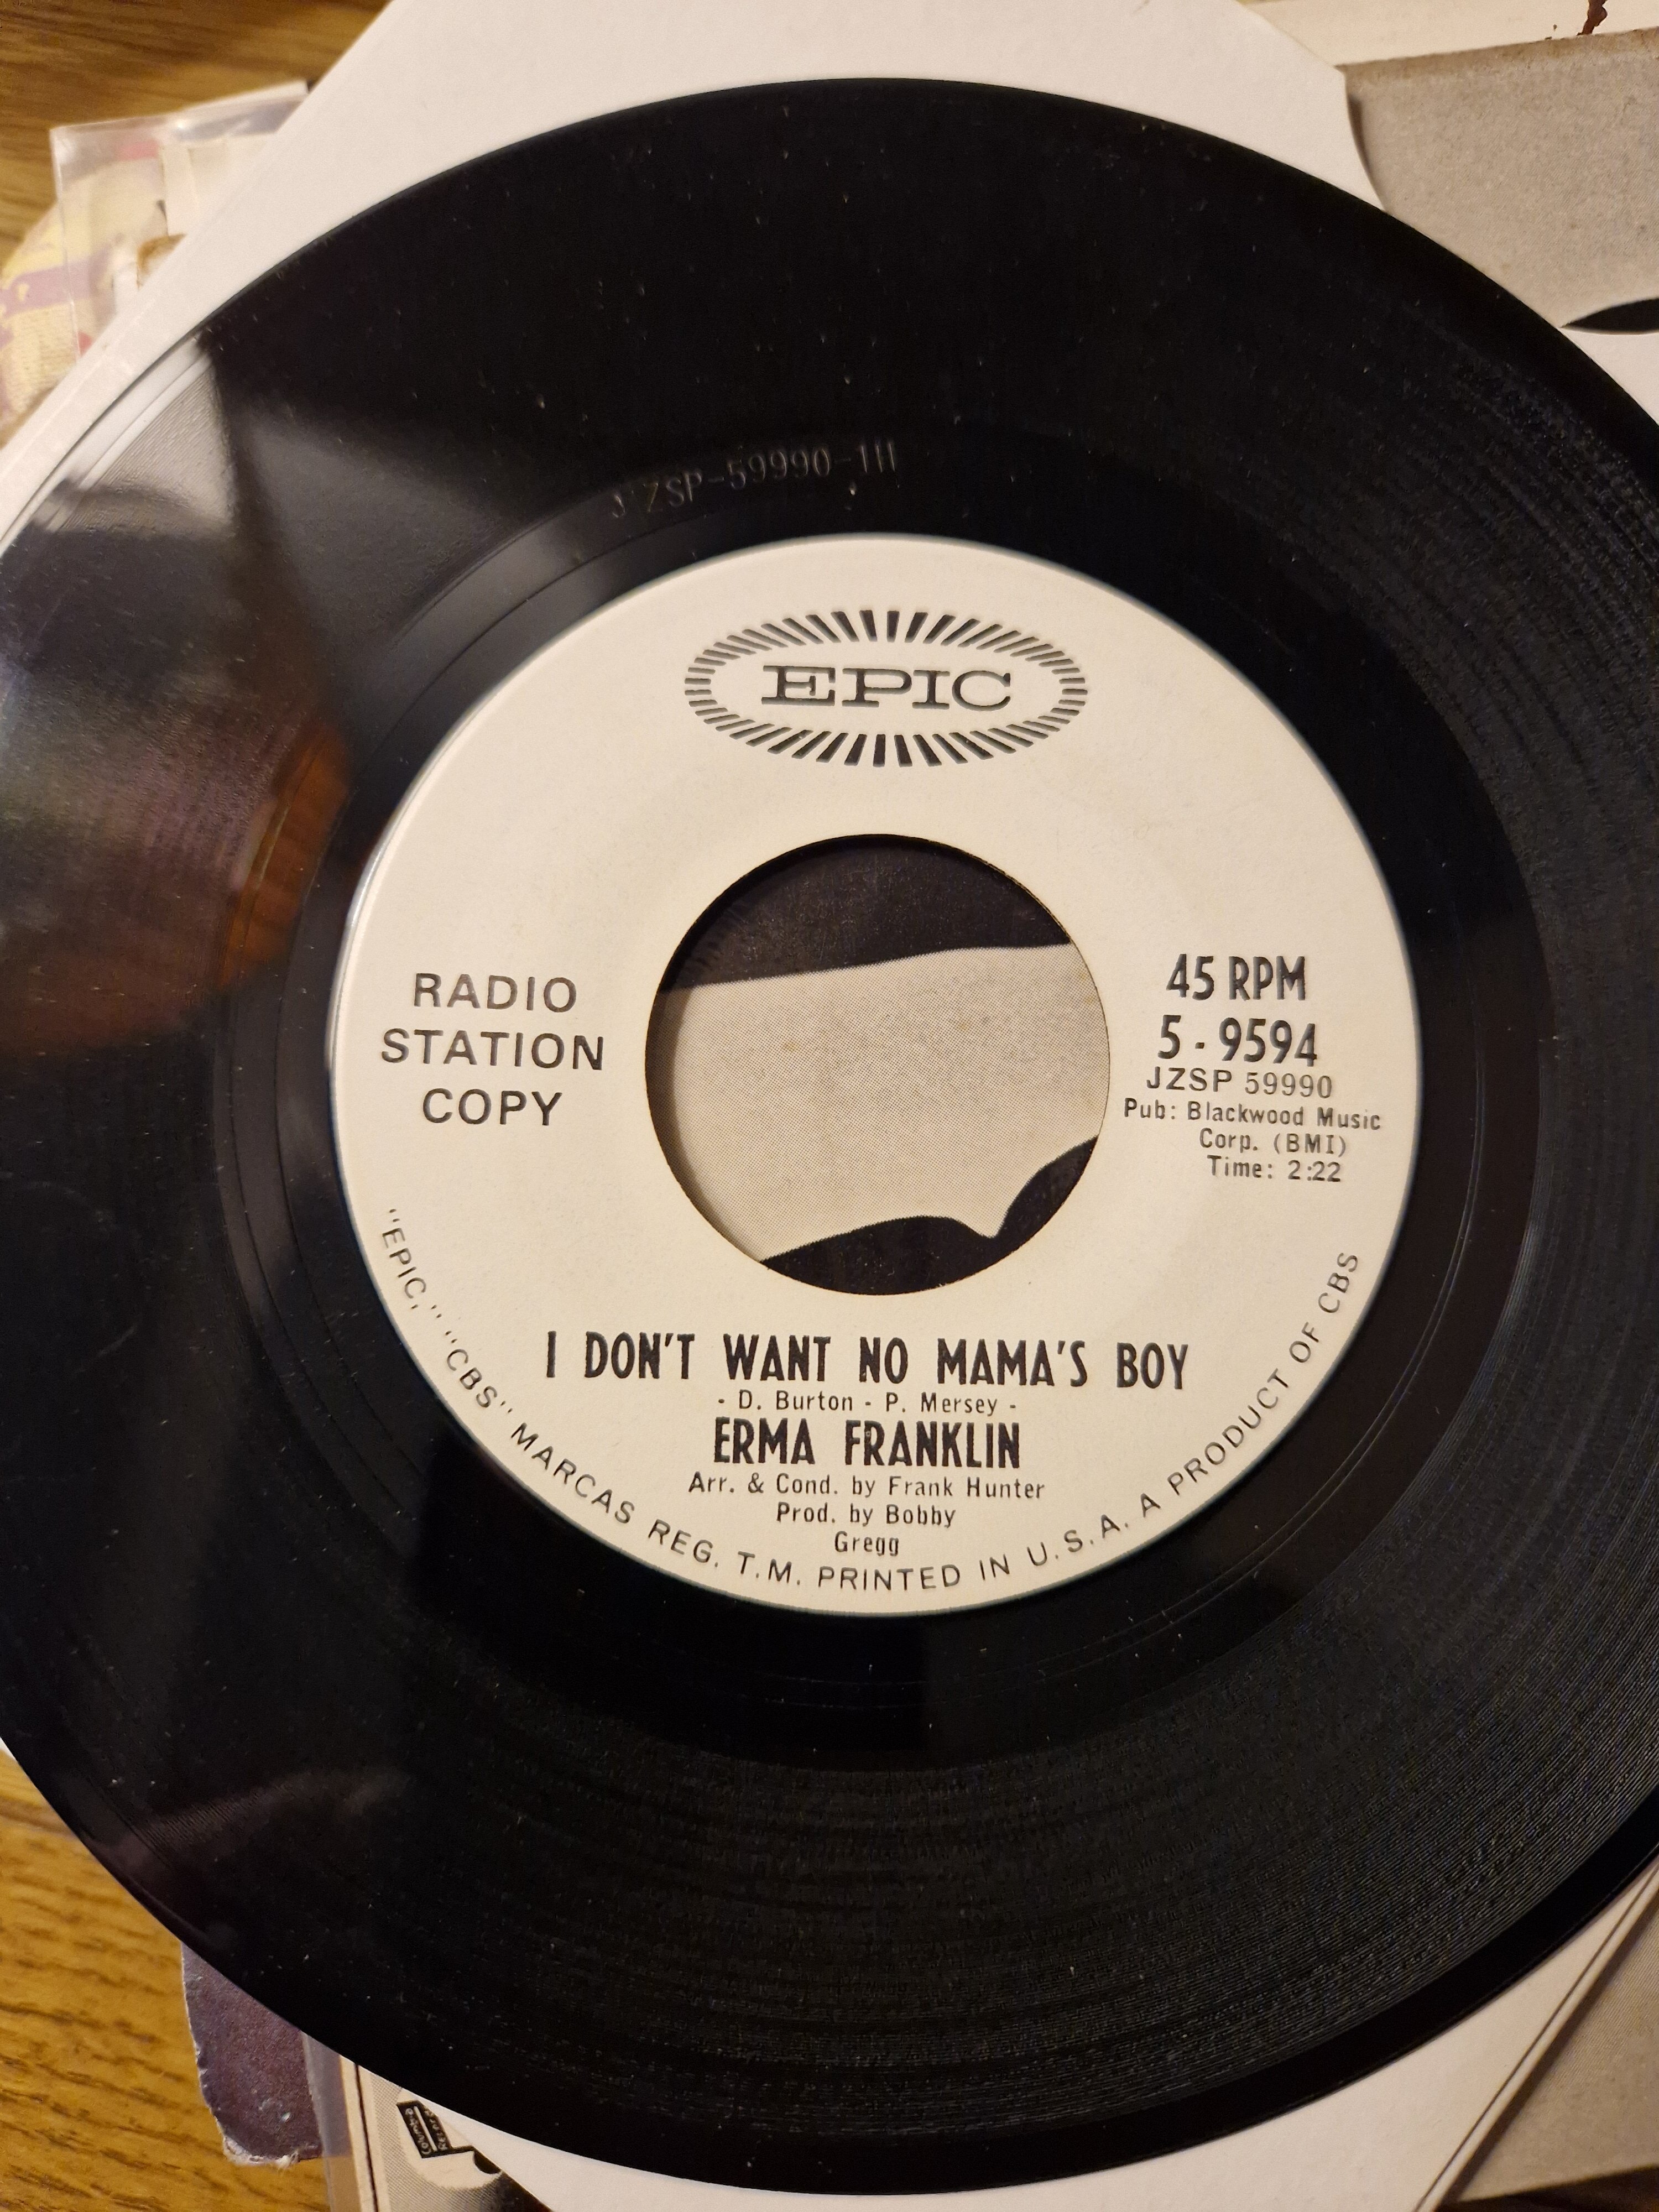 JZSP-59990-1H
EPIC
RADIO
STATION
COPY
45 RPM
5-9594
JZSP 59990
Pub: Blackwood Music
Corp. (BMI)
Time: 2:22
I DON'T WANT NO MAMA'S BOY
- D. Burton - P. Mersey -
ERMA FRANKLIN
Arr. & Cond. by Frank Hunter
Prod. by Bobby
Gregg
"EPIC," "CBS" MARCAS REG. T.M. PRINTED IN U.S.A. A PRODUCT OF CBS